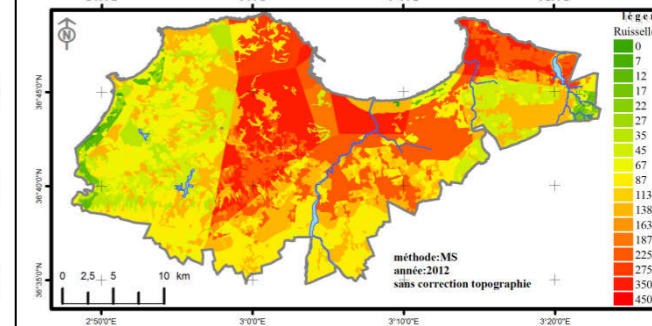 lége
Ruisselle
N
0
7
12
17
22
27
35
45
67
87
113
138
163
187
225
275
350
450
36°45'0"N
36°40'0"N
36°35'0"N
0 2,5 5 10 km
méthode:MS
année:2012
sans correction topographie
2°50'0"E 3°0'0"E 3°10'0"E 3°20'0"E